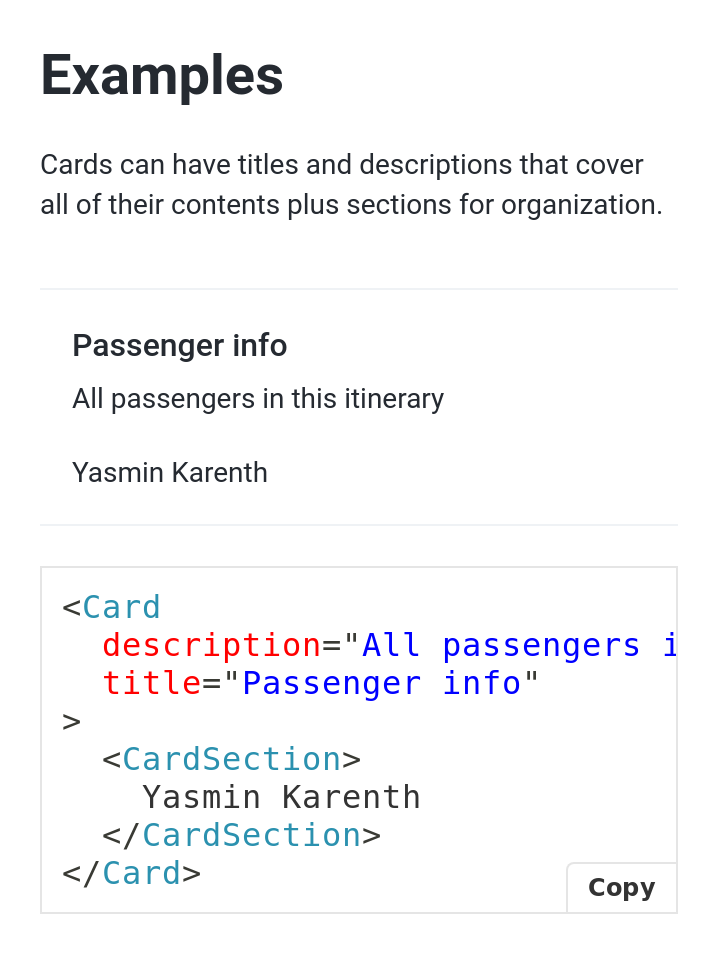 Examples
Cards can have titles and descriptions that cover
all of their contents plus sections for organization.
Passenger info
All passengers in this itinerary
Yasmin Karenth
<Card
  description="All passengers i
  title="Passenger info"
>
  <CardSection>
    Yasmin Karenth
  </CardSection>
</Card>
Copy